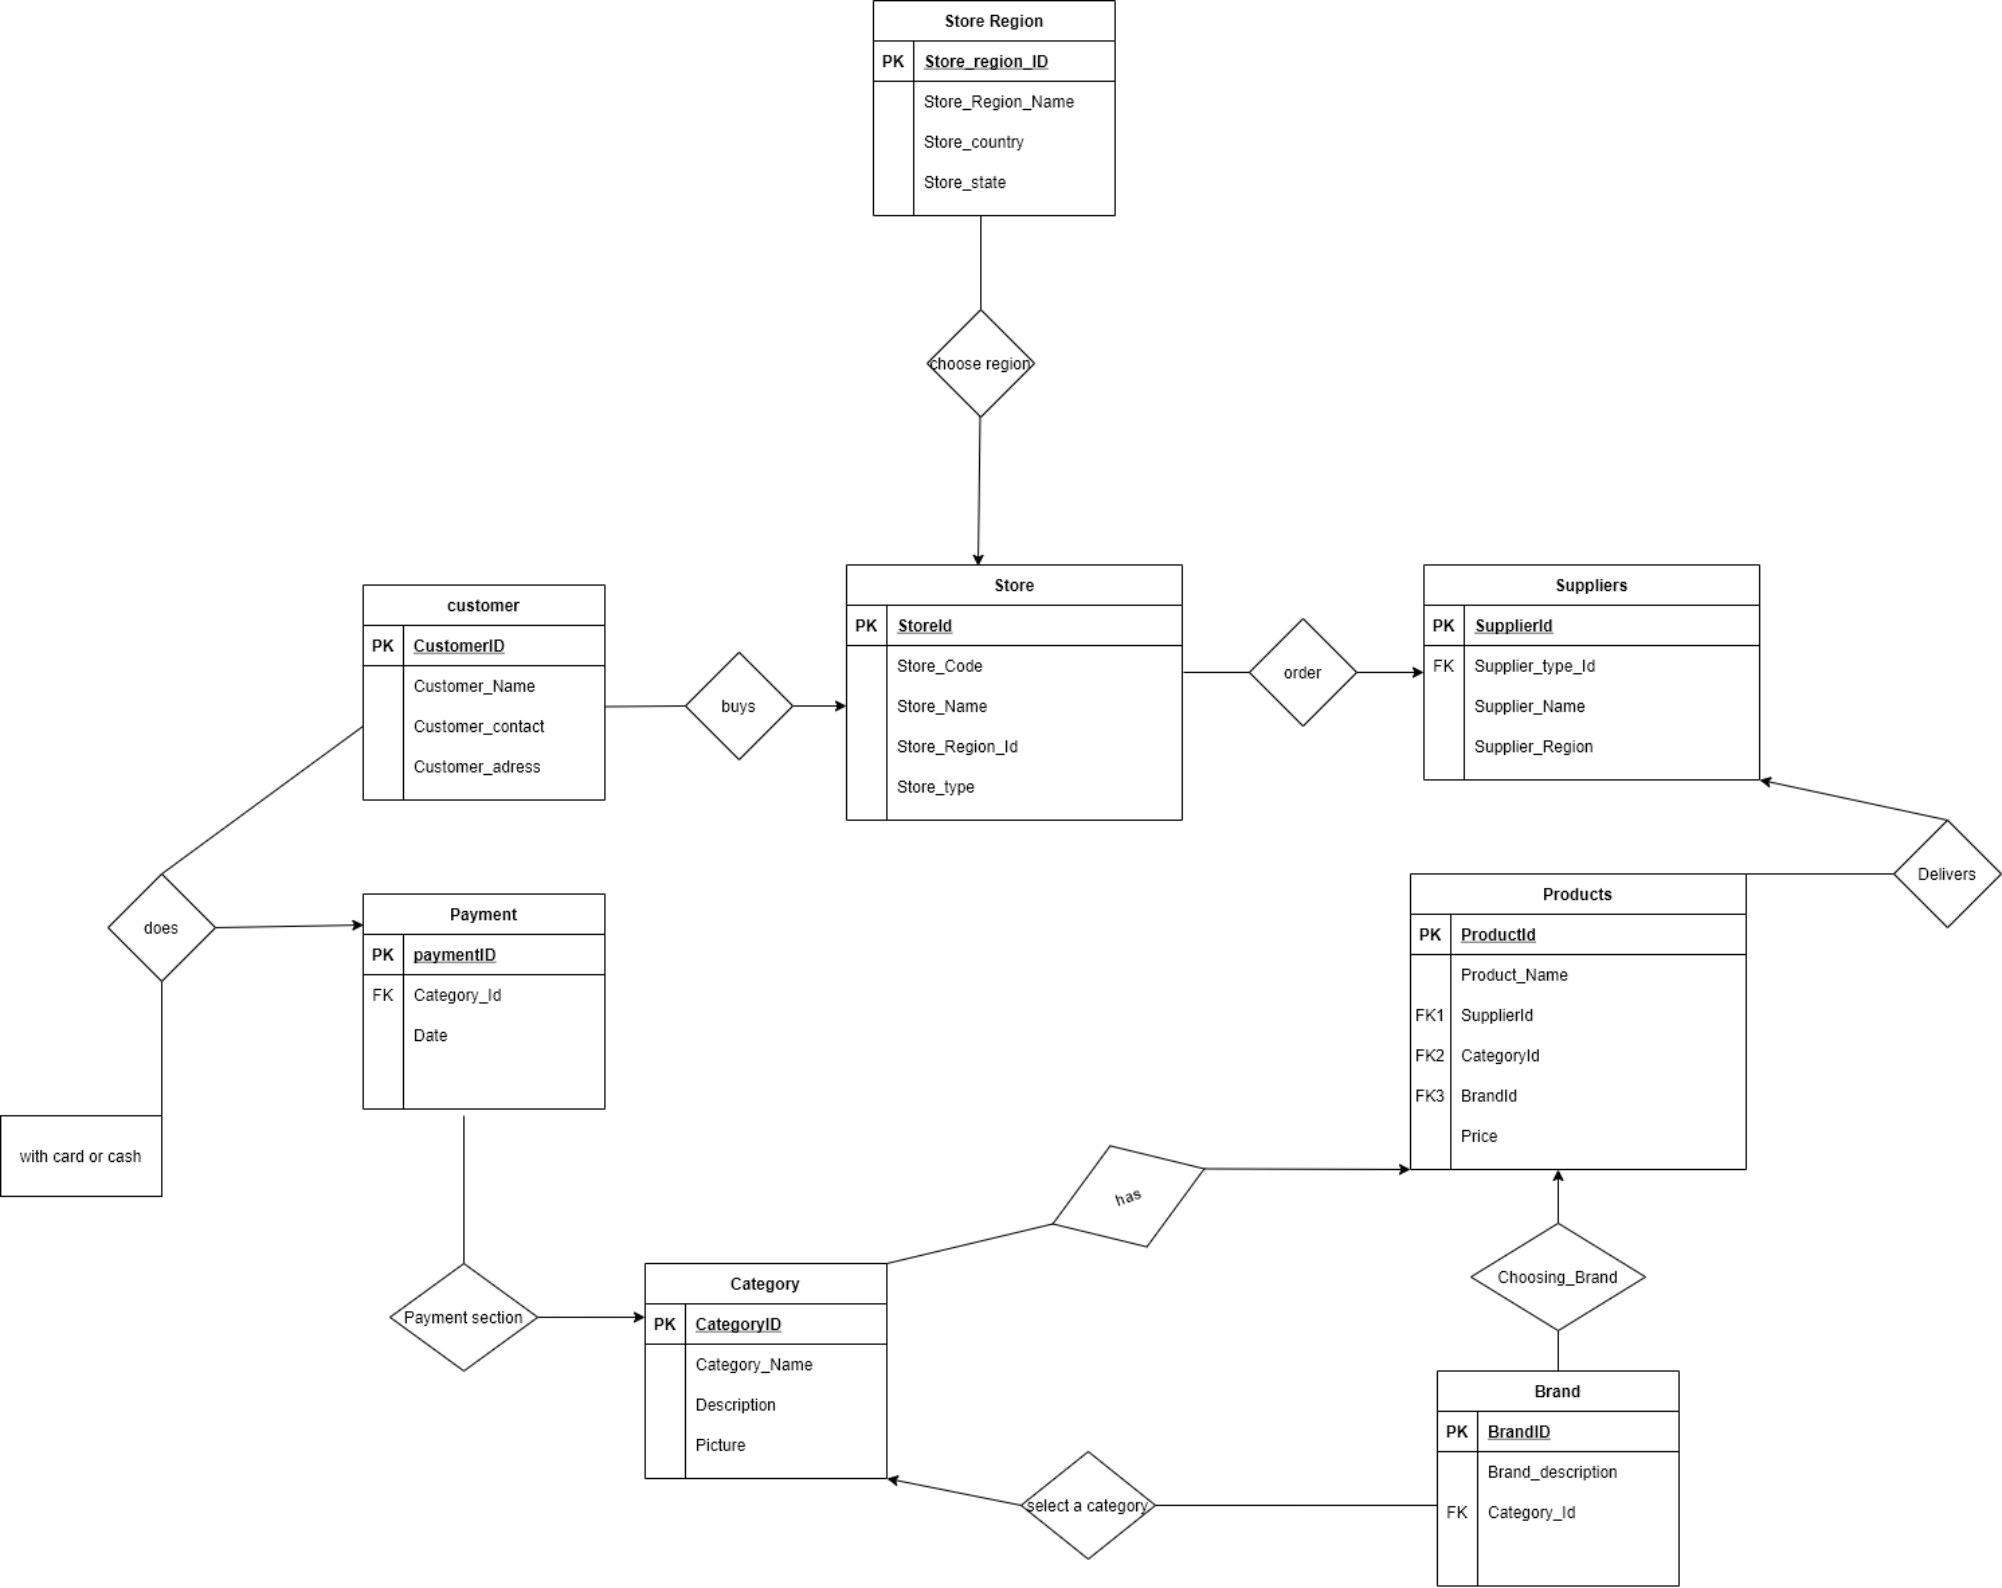 Store Region
PK Store_region_ID
Store_Region_Name
Store_country
Store_state
choose region
customer
PK CustomerID
Customer_Name
Customer_contact
Customer_adress
buys
Store
PK StoreId
Store_Code
Store_Name
Store_Region_Id
Store_type
order
Suppliers
PK SupplierId
FK Supplier_type_Id
Supplier_Name
Supplier_Region
Delivers
does
with card or cash
Payment
PK paymentID
FK Category_Id
Date
Products
PK ProductId
Product_Name
FK1 SupplierId
FK2 CategoryId
FK3 BrandId
Price
has
Payment section
Category
PK CategoryID
Category_Name
Description
Picture
Choosing_Brand
select a category
Brand
PK BrandID
Brand_description
FK Category_Id